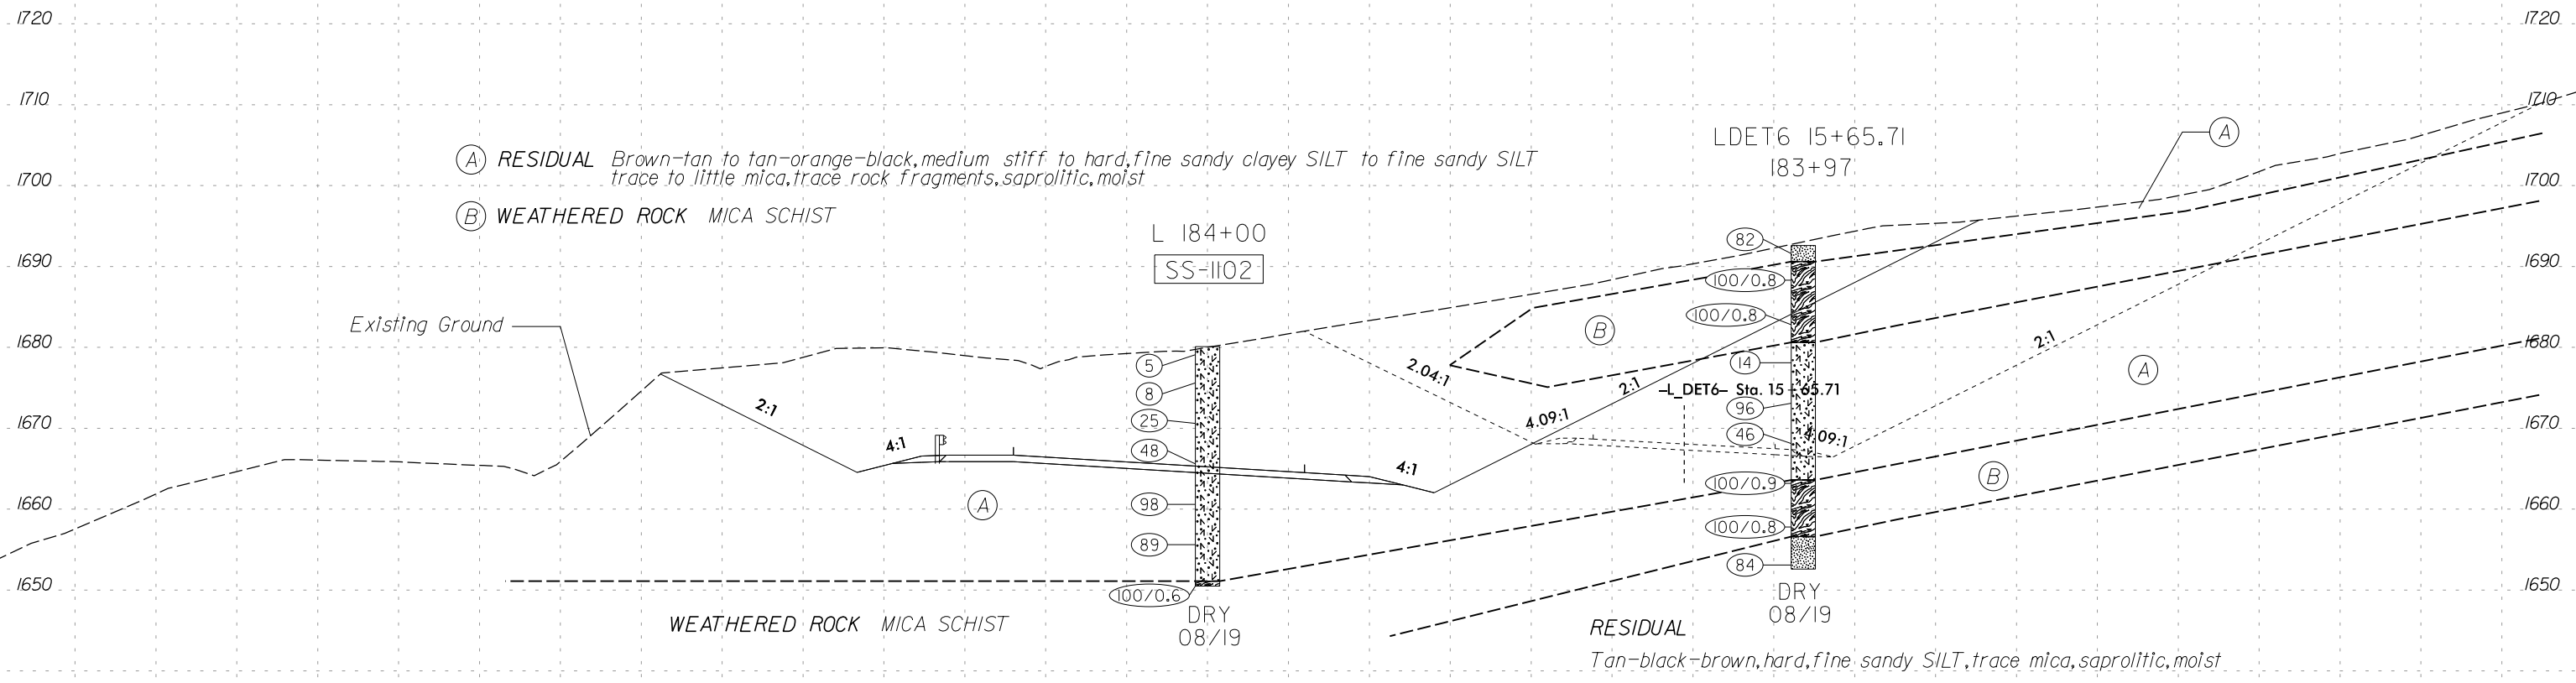 1720 1720
1710 1710
LDET6 15+65.71
183+97
A
A RESIDUAL Brown-tan to tan-orange-black,medium stiff to hard,fine sandy clayey SILT to fine sandy SILT
trace to little mica,trace rock fragments,saprolitic,moist
1700 1700
B WEATHERED ROCK MICA SCHIST
L 184+00
SS-1102
82
1690 1690
100/0.8
100/0.8
Existing Ground
B
2:1
1680 1680
5
14
2.04:1
A
2:1
-L_DET6- Sta. 15+65.71
8
2:1
96
25
4.09:1
1670 1670
46
4.09:1
4:1
48
4:1
B
100/0.9
A
98
1660 1660
100/0.8
89
84
1650 1650
100/0.6
DRY
08/19
DRY
08/19
WEATHERED ROCK MICA SCHIST
RESIDUAL
Tan-black-brown,hard,fine sandy SILT,trace mica,saprolitic,moist